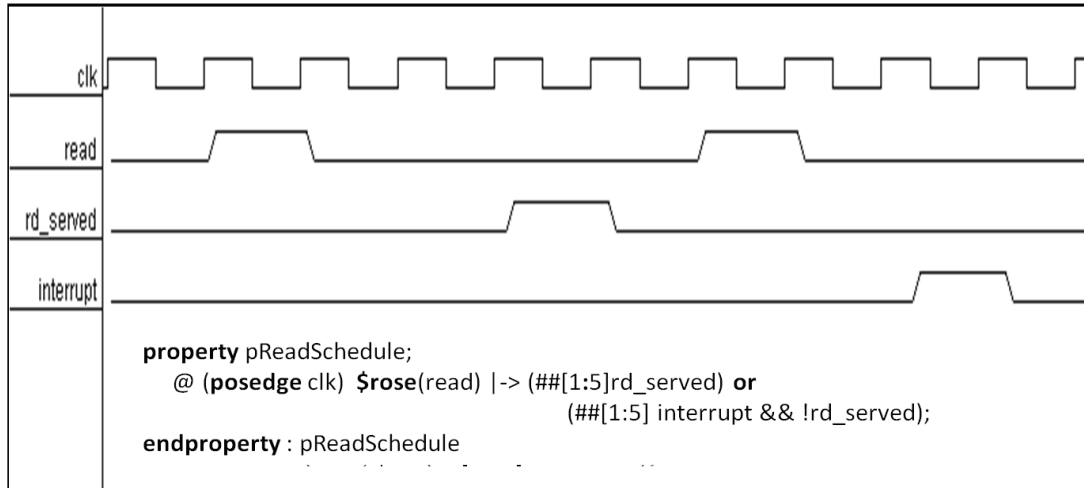 clk
read
rd_served
interrupt
property pReadSchedule;
@ (posedge clk) $rose(read) |-> (##[1:5]rd_served) or
(##[1:5] interrupt && !rd_served);
endproperty : pReadSchedule